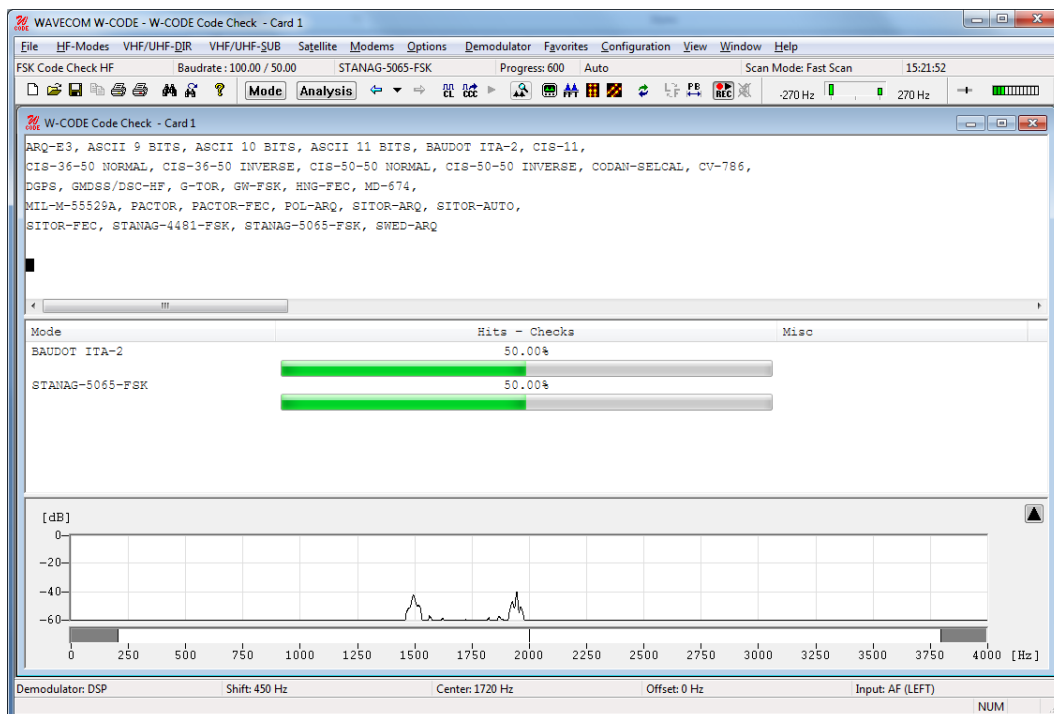 WAVECOM W-CODE - W-CODE Code Check - Card 1
File HF-Modes VHF/UHF-DIR VHF/UHF-SUB Satellite Modems Options Demodulator Favorites Configuration View Window Help
FSK Code Check HF Baudrate : 100.00 / 50.00 STANAG-5065-FSK Progress: 600 Auto Scan Mode: Fast Scan 15:21:52
Mode Analysis CL CCC L-F PB REC -270 Hz 270 Hz
W-CODE Code Check - Card 1
ARQ-E3, ASCII 9 BITS, ASCII 10 BITS, ASCII 11 BITS, BAUDOT ITA-2, CIS-11,
CIS-36-50 NORMAL, CIS-36-50 INVERSE, CIS-50-50 NORMAL, CIS-50-50 INVERSE, CODAN-SELCAL, CV-786,
DGPS, GMDSS/DSC-HF, G-TOR, GW-FSK, HNG-FEC, MD-674,
MIL-M-55529A, PACTOR, PACTOR-FEC, POL-ARQ, SITOR-ARQ, SITOR-AUTO,
SITOR-FEC, STANAG-4481-FSK, STANAG-5065-FSK, SWED-ARQ
Mode Hits - Checks Misc
BAUDOT ITA-2 50.00%
STANAG-5065-FSK 50.00%
[dB]
0
-20
-40
-60
0 250 500 750 1000 1250 1500 1750 2000 2250 2500 2750 3000 3250 3500 3750 4000 [Hz]
Demodulator: DSP Shift: 450 Hz Center: 1720 Hz Offset: 0 Hz Input: AF (LEFT)
NUM